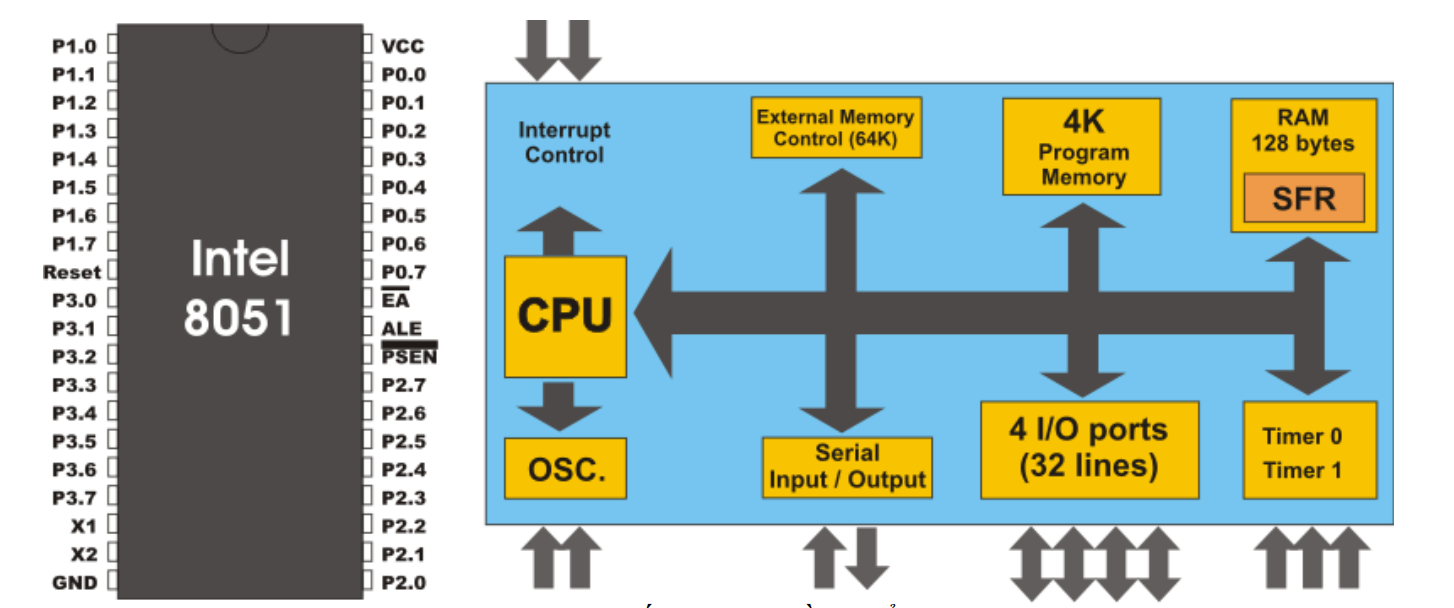 P1.0
P1.1
P1.2
P1.3
P1.4
P1.5
P1.6
P1.7
Reset
P3.0
P3.1
P3.2
P3.3
P3.4
P3.5
P3.6
P3.7
X1
X2
GND
Intel
8051
VCC
P0.0
P0.1
P0.2
P0.3
P0.4
P0.5
P0.6
P0.7
EA
ALE
PSEN
P2.7
P2.6
P2.5
P2.4
P2.3
P2.2
P2.1
P2.0
Interrupt
Control
External Memory
Control (64K)
4K
Program
Memory
RAM
128 bytes
SFR
CPU
OSC.
Serial
Input / Output
4 I/O ports
(32 lines)
Timer 0
Timer 1